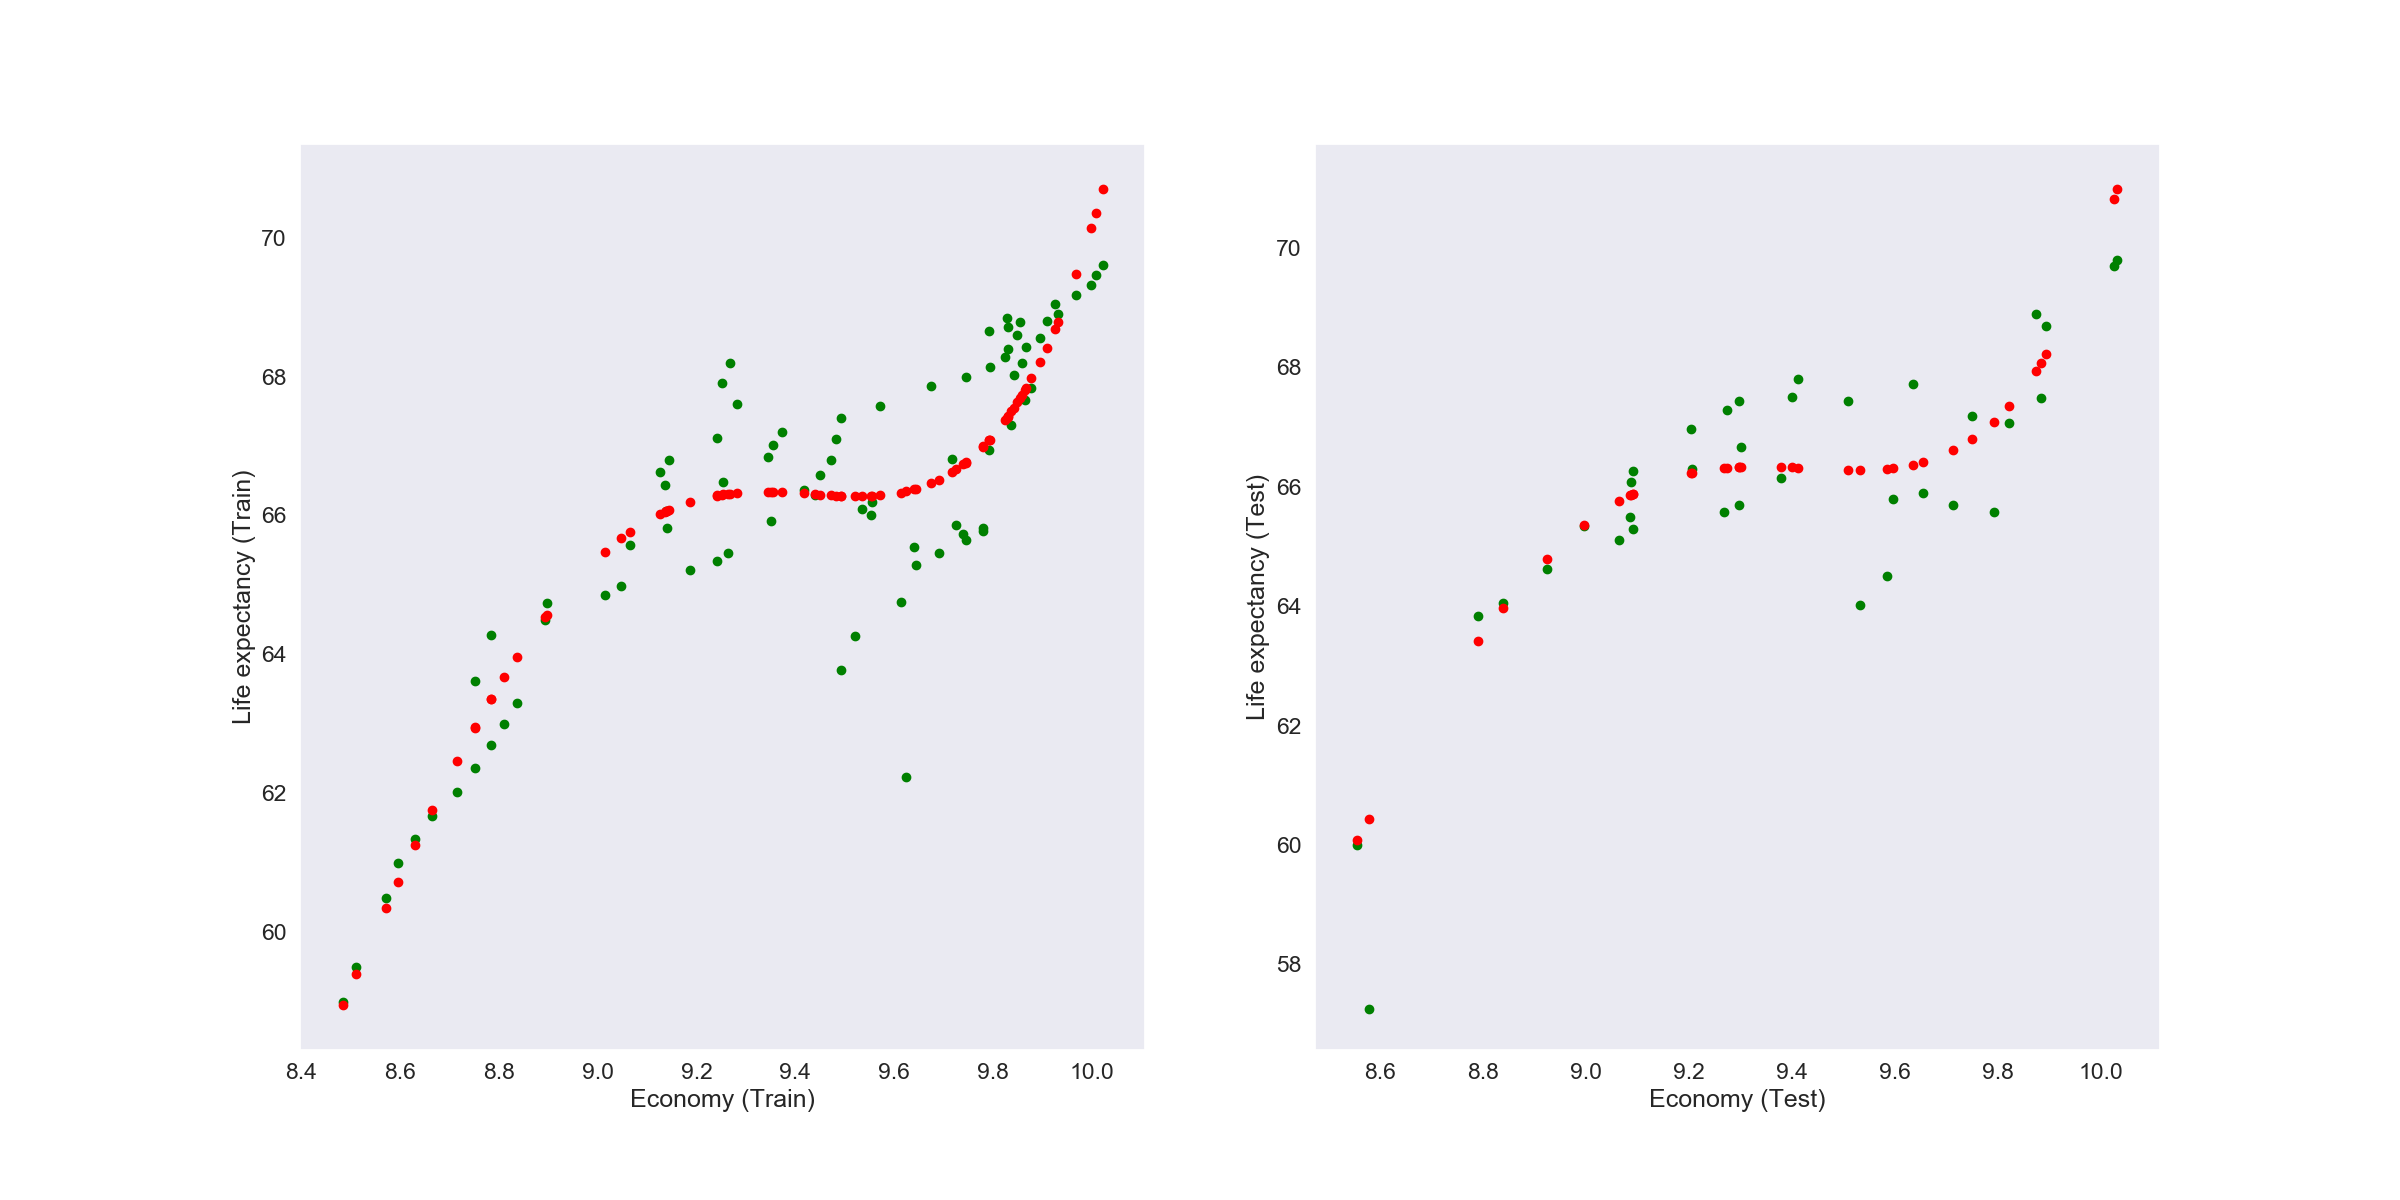 70
68
66
64
62
60
Life expectancy (Train)
8.4 8.6 8.8 9.0 9.2 9.4 9.6 9.8 10.0
Economy (Train)
70
68
66
64
62
60
58
Life expectancy (Test)
8.6 8.8 9.0 9.2 9.4 9.6 9.8 10.0
Economy (Test)